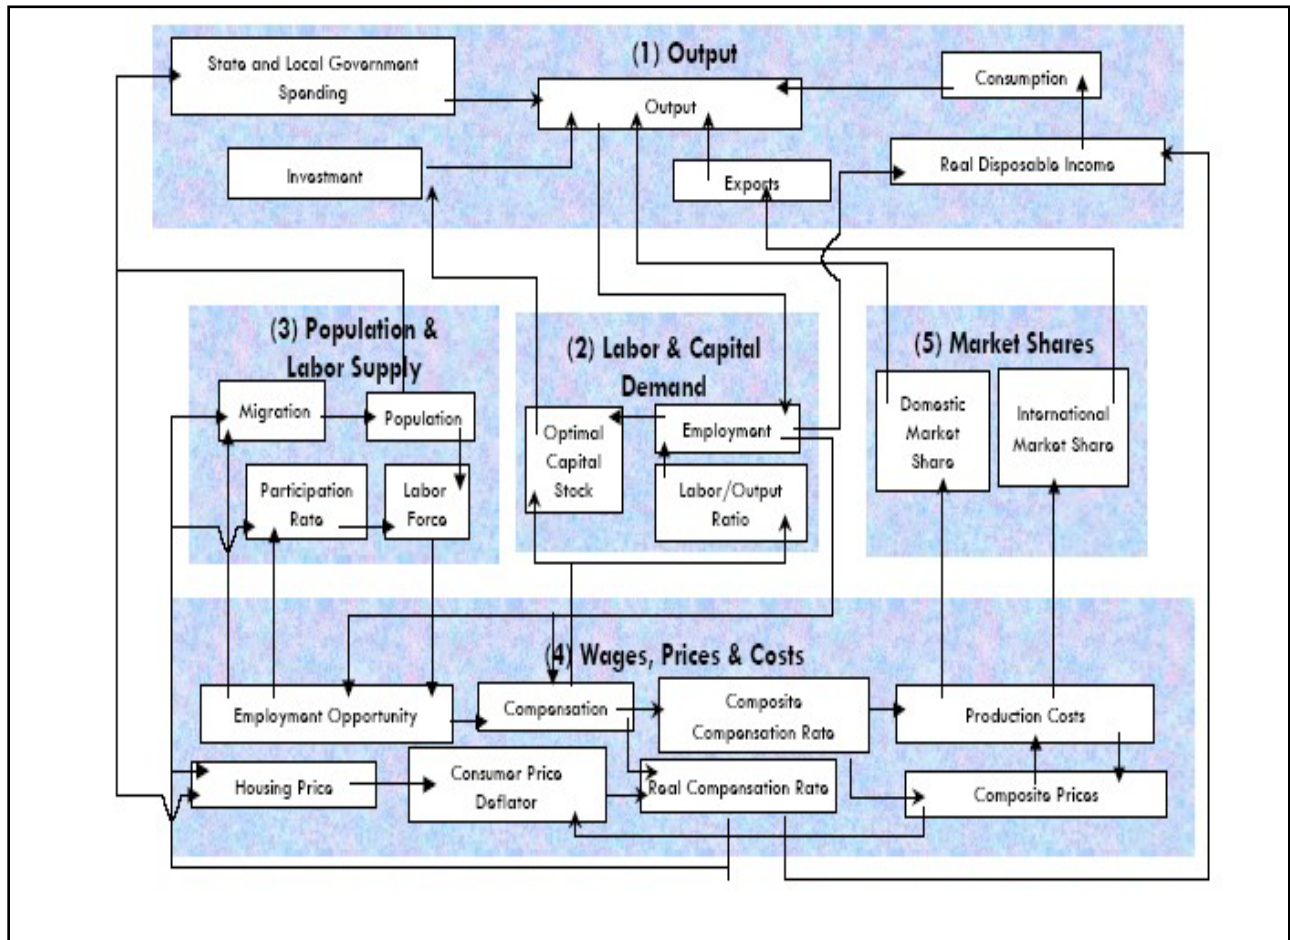 (1) Output
State and Local Government
Spending
Output
Consumption
Investment
Exports
Real Disposable Income
(3) Population &
Labor Supply
Migration
Population
Participation
Rate
Labor
Force
(2) Labor & Capital
Demand
Optimal
Capital
Stock
Employment
Labor/Output
Ratio
(5) Market Shares
Domestic
Market
Share
International
Market Share
(4) Wages, Prices & Costs
Employment Opportunity
Compensation
Composite
Compensation Rate
Production Costs
Housing Price
Consumer Price
Deflator
Real Compensation Rate
Composite Prices